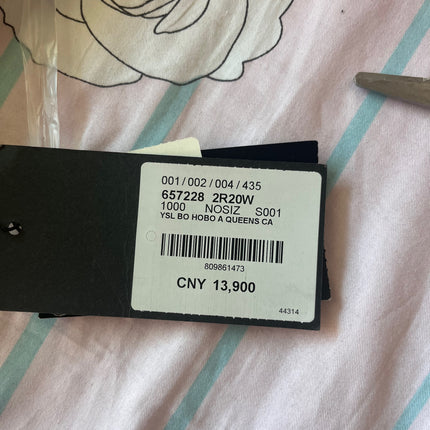 001 / 002 / 004 / 435
657228 2R20W
1000 NOSIZ S001
YSL BO HOBO A QUEENS CA
809861473
CNY 13,900
44314